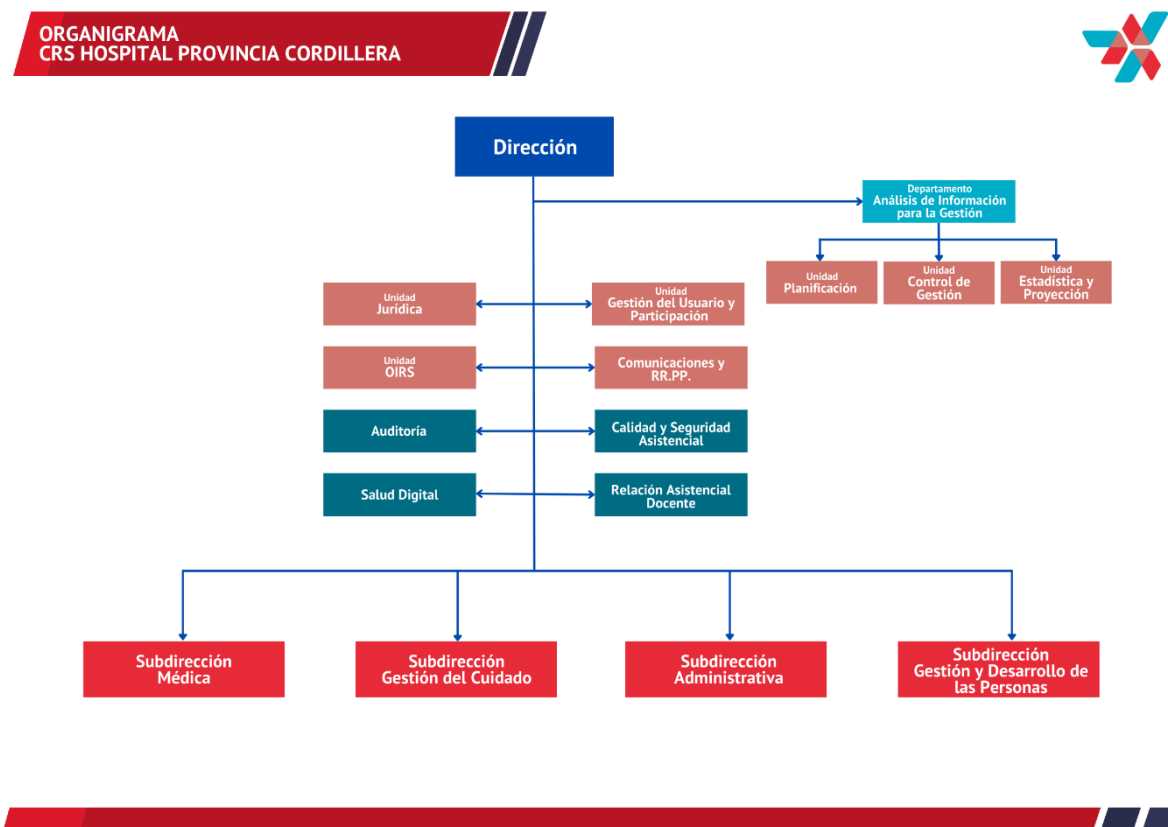 ORGANIGRAMA
CRS HOSPITAL PROVINCIA CORDILLERA
Dirección
Departamento
Análisis de Información
para la Gestión
Unidad
Planificación
Unidad
Control de
Gestión
Unidad
Estadística y
Proyección
Unidad
Jurídica
Unidad
Gestión del Usuario y
Participación
Unidad
OIRS
Comunicaciones y
RR.PP.
Auditoría
Calidad y Seguridad
Asistencial
Salud Digital
Relación Asistencial
Docente
Subdirección
Médica
Subdirección
Gestión del Cuidado
Subdirección
Administrativa
Subdirección
Gestión y Desarrollo de
las Personas